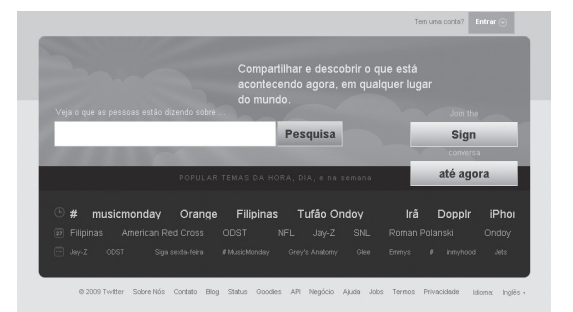 Tem uma conta? Entrar
Compartilhar e descobrir o que está
acontecendo agora, em qualquer lugar
do mundo.
Veja o que as pessoas estão dizendo sobre
Pesquisa
Join the
Sign
conversa
até agora
POPULAR TEMAS DA HORA, DIA, e na semana
# musicmonday Orange Filipinas Tufão Ondoy Irã Dopplr iPhon
27 Filipinas American Red Cross ODST NFL Jay-Z SNL Roman Polanski Ondoy
Jay-Z ODST Siga sexta-feira # MusicMonday Grey's Anatomy Glee Emmys # inmyhood Jets
© 2009 Twitter Sobre Nós Contato Blog Status Goodies API Negócio Ajuda Jobs Termos Privacidade Idioma: Inglês